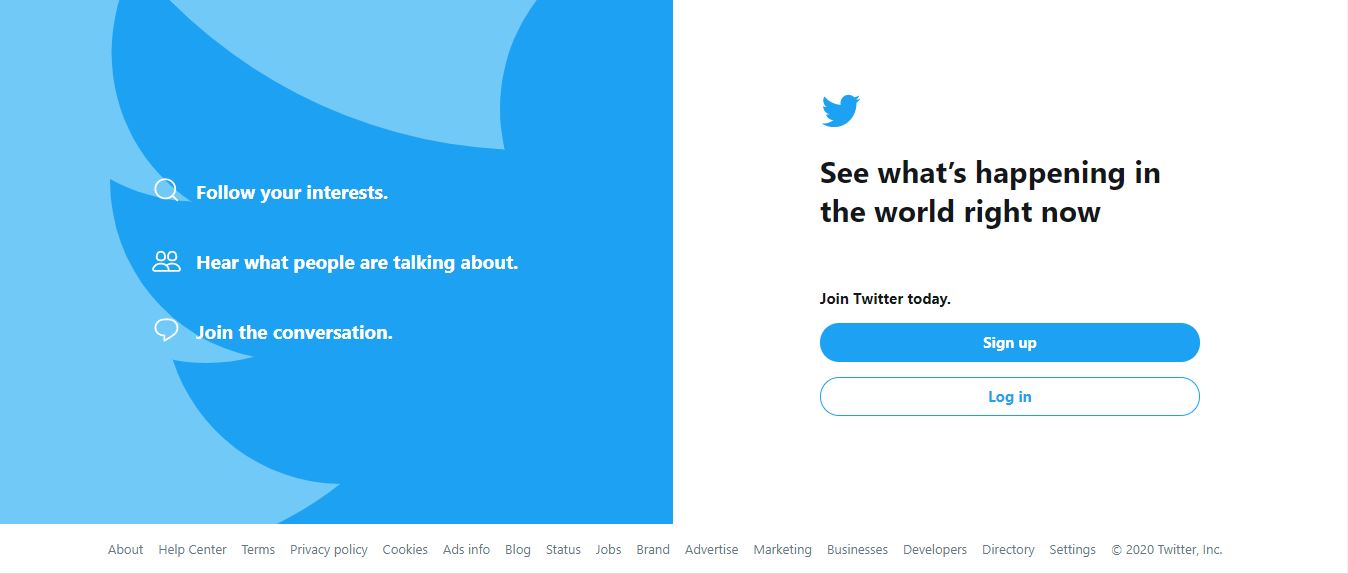 Follow your interests.
Hear what people are talking about.
Join the conversation.
See what’s happening in
the world right now
Join Twitter today.
Sign up
Log in
About Help Center Terms Privacy policy Cookies Ads info Blog Status Jobs Brand Advertise Marketing Businesses Developers Directory Settings © 2020 Twitter, Inc.